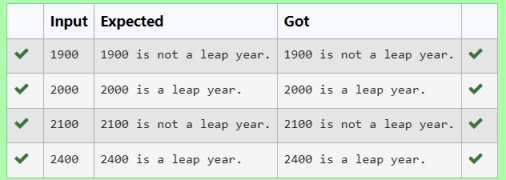 Input Expected Got
1900 1900 is not a leap year. 1900 is not a leap year.
2000 2000 is a leap year. 2000 is a leap year.
2100 2100 is not a leap year. 2100 is not a leap year.
2400 2400 is a leap year. 2400 is a leap year.